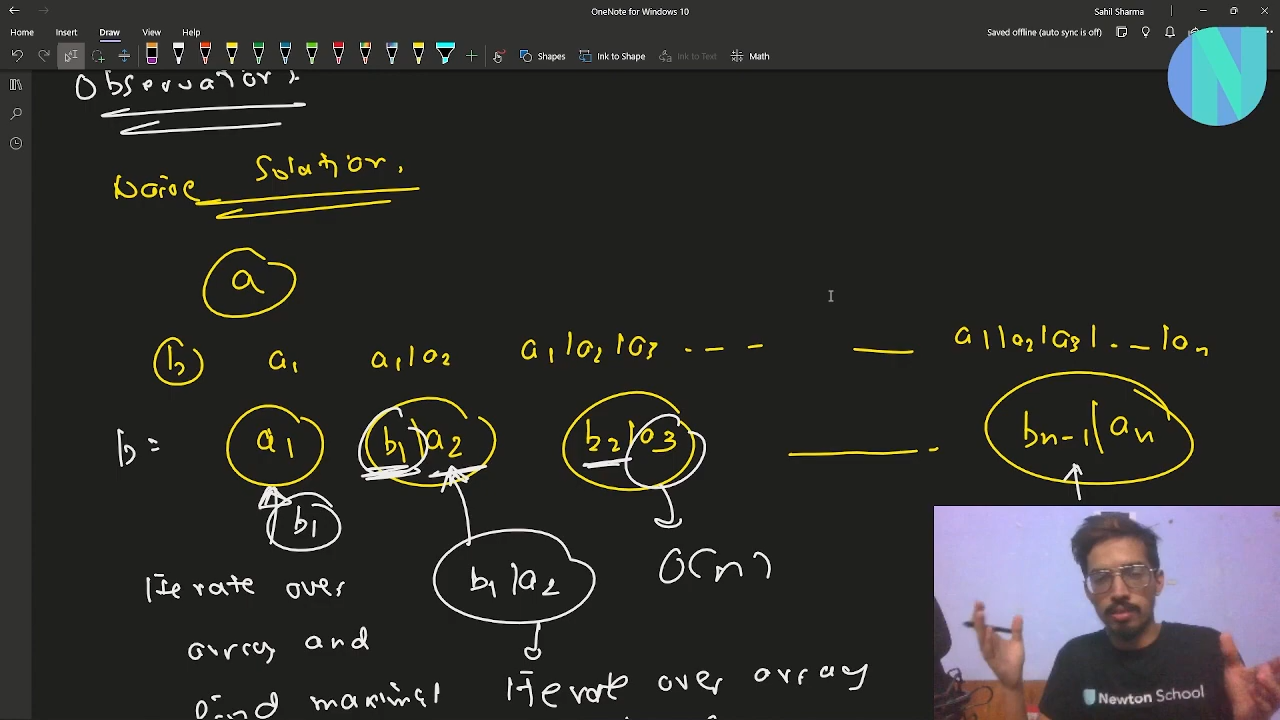 OneNote for Windows 10
Sahil Sharma
Home Insert Draw View Help
Saved offline (auto sync is off)
Shapes Ink to Shape Ink to Text Math
Observation:
Naive Solution.
a
b a1 a1|a2 a1|a2|a3 - - - — a1|a2|a3|. - — |an
b = a1 b1|a2 b2|a3 ——— - bn-1|an
b1
b1|a2
O(n)
Iterate over
array and
find maximal
Iterate over array
Newton School